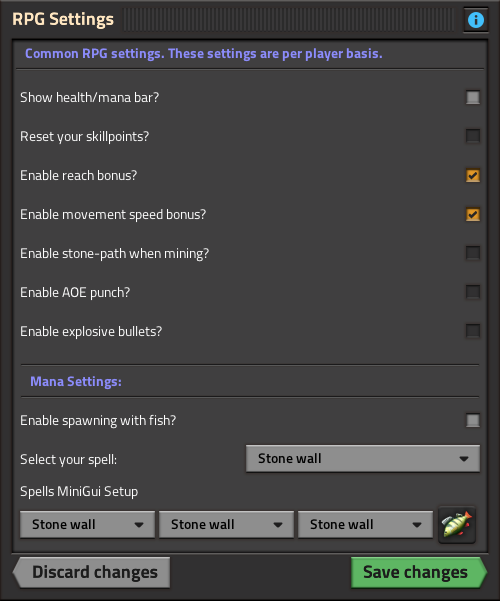 RPG Settings
Common RPG settings. These settings are per player basis.
Show health/mana bar?
Reset your skillpoints?
Enable reach bonus?
Enable movement speed bonus?
Enable stone-path when mining?
Enable AOE punch?
Enable explosive bullets?
Mana Settings:
Enable spawning with fish?
Select your spell: Stone wall
Spells MiniGui Setup
Stone wall Stone wall Stone wall
Discard changes Save changes